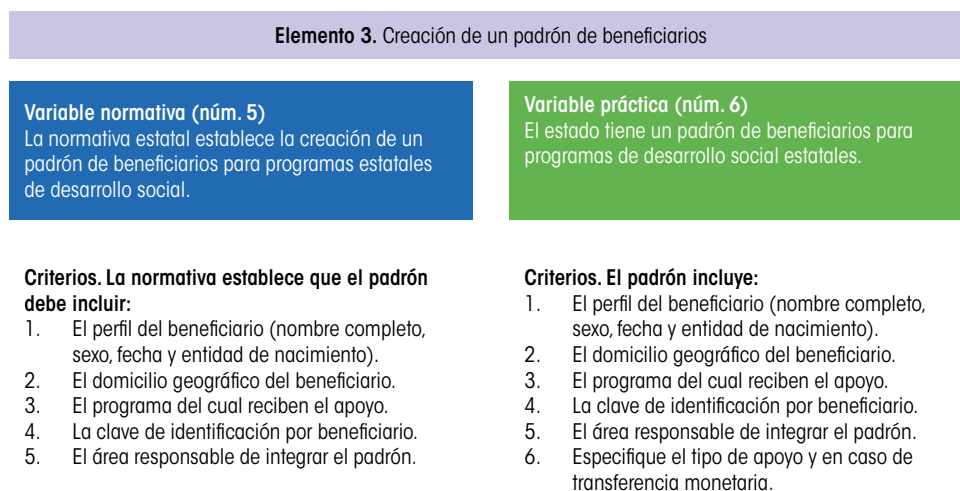 Elemento 3. Creación de un padrón de beneficiarios
Variable normativa (núm. 5)
La normativa estatal establece la creación de un
padrón de beneficiarios para programas estatales
de desarrollo social.
Criterios. La normativa establece que el padrón
debe incluir:
1. El perfil del beneficiario (nombre completo,
sexo, fecha y entidad de nacimiento).
2. El domicilio geográfico del beneficiario.
3. El programa del cual reciben el apoyo.
4. La clave de identificación por beneficiario.
5. El área responsable de integrar el padrón.
Variable práctica (núm. 6)
El estado tiene un padrón de beneficiarios para
programas de desarrollo social estatales.
Criterios. El padrón incluye:
1. El perfil del beneficiario (nombre completo,
sexo, fecha y entidad de nacimiento).
2. El domicilio geográfico del beneficiario.
3. El programa del cual reciben el apoyo.
4. La clave de identificación por beneficiario.
5. El área responsable de integrar el padrón.
6. Especifique el tipo de apoyo y en caso de
transferencia monetaria.